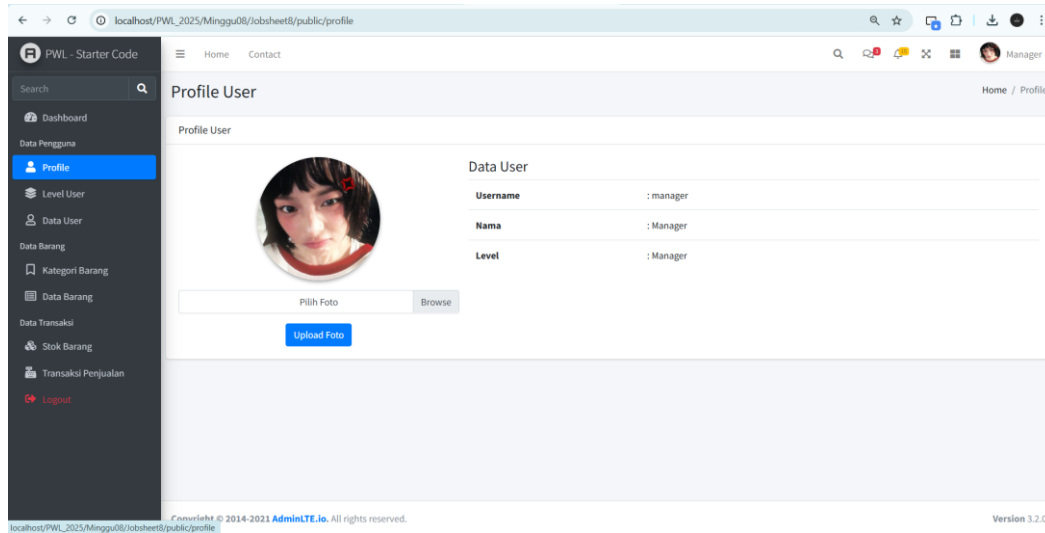 localhost/PWL_2025/Minggu08/Jobsheet8/public/profile
PWL - Starter Code
Home Contact
Manager
Search
Profile User
Home / Profile
Dashboard
Data Pengguna
Profile
Level User
Data User
Data Barang
Kategori Barang
Data Barang
Data Transaksi
Stok Barang
Transaksi Penjualan
Logout
Profile User
Data User
Username : manager
Nama : Manager
Level : Manager
Pilih Foto Browse
Upload Foto
Copyright © 2014-2021 AdminLTE.io. All rights reserved.
Version 3.2.0
localhost/PWL_2025/Minggu08/Jobsheet8/public/profile